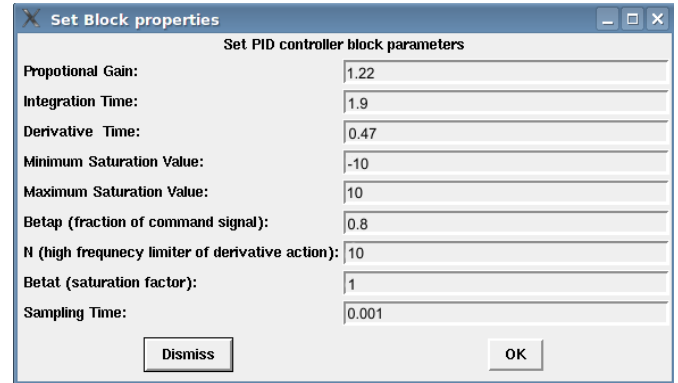 Set Block properties
Set PID controller block parameters
Propotional Gain: 1.22
Integration Time: 1.9
Derivative Time: 0.47
Minimum Saturation Value: -10
Maximum Saturation Value: 10
Betap (fraction of command signal): 0.8
N (high frequnecy limiter of derivative action): 10
Betat (saturation factor): 1
Sampling Time: 0.001
Dismiss OK